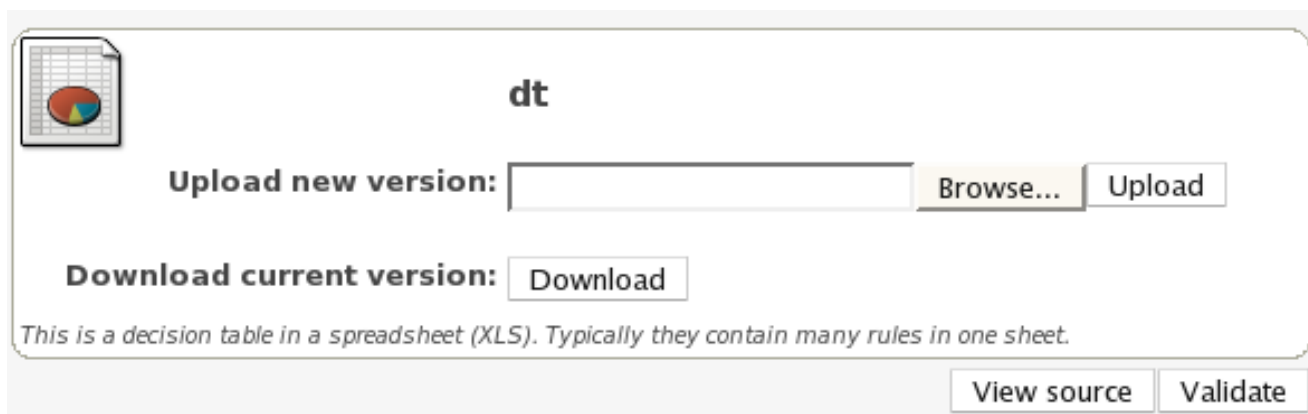 dt
Upload new version: Browse... Upload
Download current version: Download
This is a decision table in a spreadsheet (XLS). Typically they contain many rules in one sheet.
View source Validate